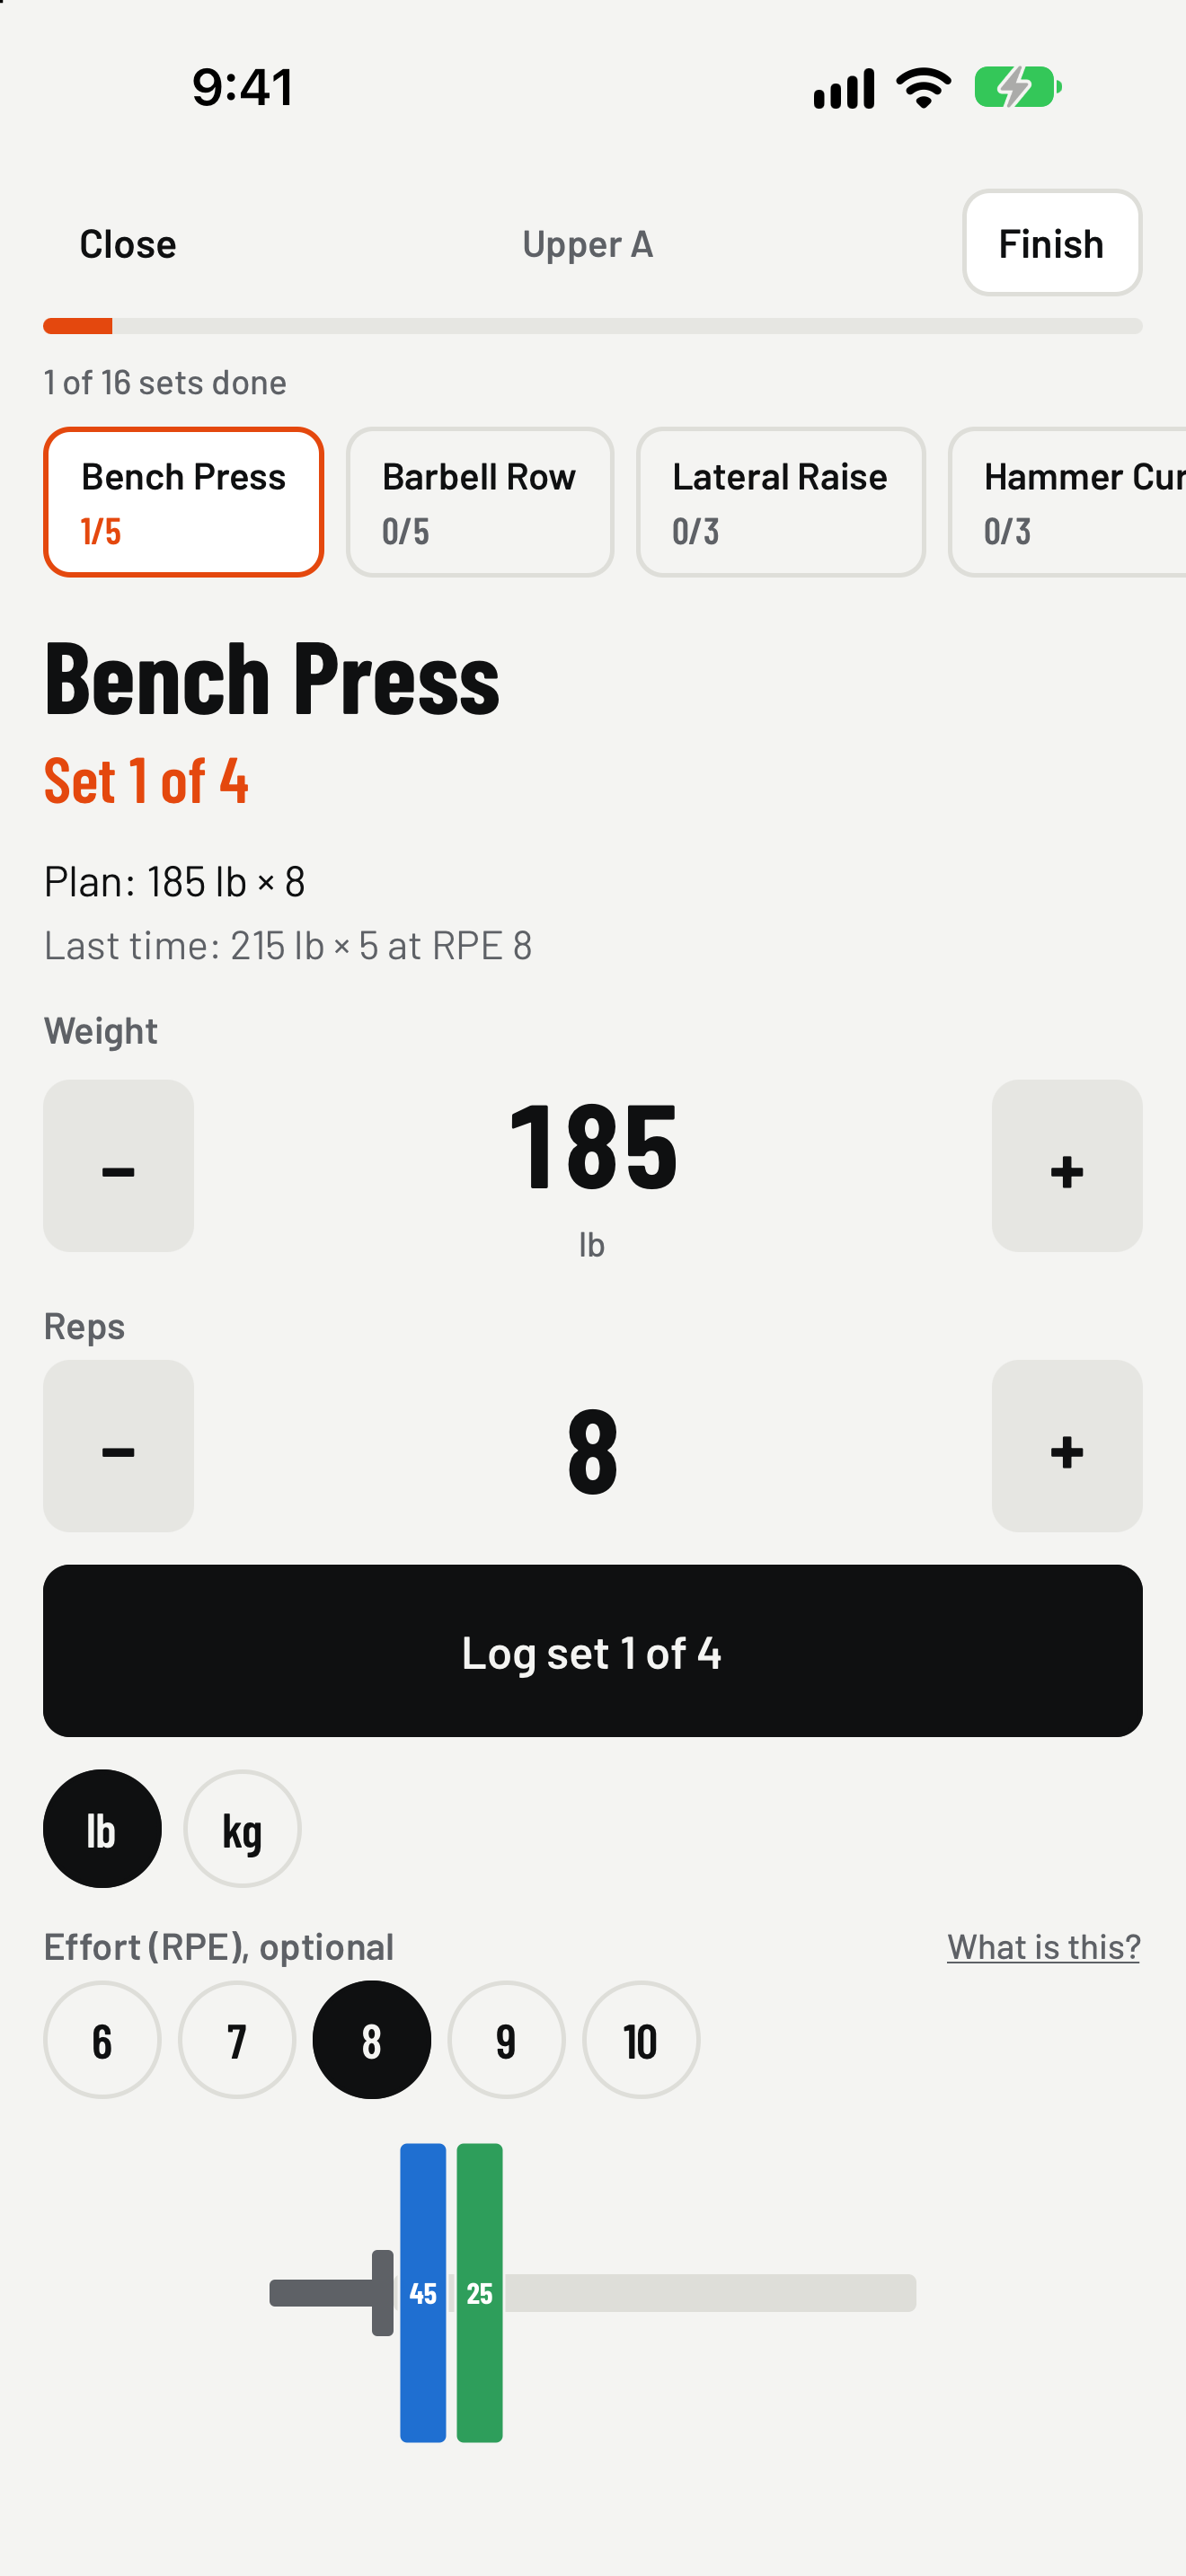 9:41
Close
Upper A
Finish
1 of 16 sets done
Bench Press
1/5
Barbell Row
0/5
Lateral Raise
0/3
Hammer Cur
0/3
Bench Press
Set 1 of 4
Plan: 185 lb × 8
Last time: 215 lb × 5 at RPE 8
Weight
−
185
+
lb
Reps
−
8
+
Log set 1 of 4
lb
kg
Effort (RPE), optional
What is this?
6
7
8
9
10
45
25